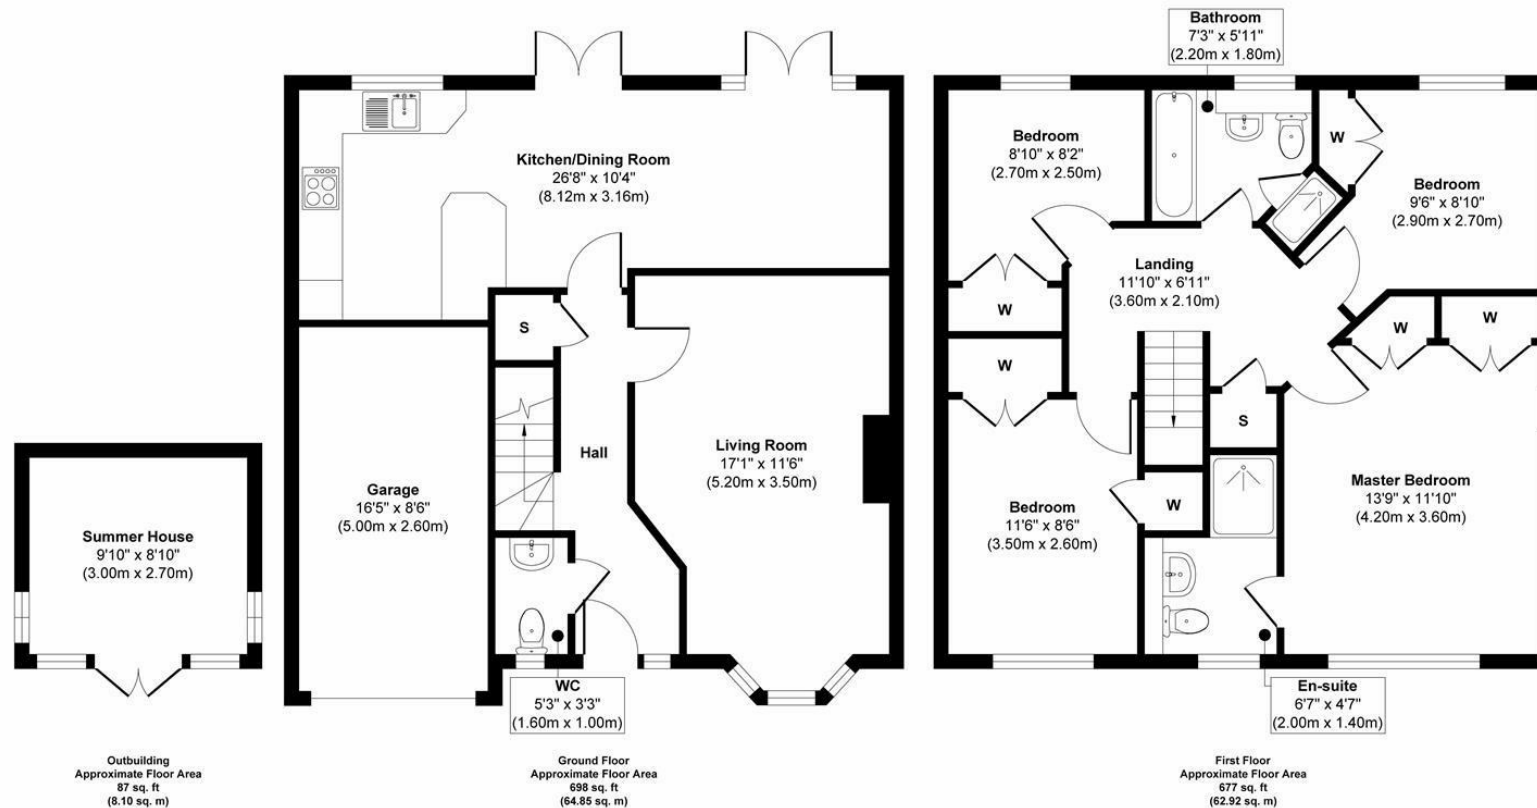 Summer House
9'10" x 8'10"
(3.00m x 2.70m)
Outbuilding
Approximate Floor Area
87 sq. ft
(8.10 sq. m)
Kitchen/Dining Room
26'8" x 10'4"
(8.12m x 3.16m)
S
Hall
Living Room
17'1" x 11'6"
(5.20m x 3.50m)
Garage
16'5" x 8'6"
(5.00m x 2.60m)
WC
5'3" x 3'3"
(1.60m x 1.00m)
Ground Floor
Approximate Floor Area
698 sq. ft
(64.85 sq. m)
Bathroom
7'3" x 5'11"
(2.20m x 1.80m)
Bedroom
8'10" x 8'2"
(2.70m x 2.50m)
W
Bedroom
9'6" x 8'10"
(2.90m x 2.70m)
Landing
11'10" x 6'11"
(3.60m x 2.10m)
W
W
W
W
S
Master Bedroom
13'9" x 11'10"
(4.20m x 3.60m)
Bedroom
11'6" x 8'6"
(3.50m x 2.60m)
W
En-suite
6'7" x 4'7"
(2.00m x 1.40m)
First Floor
Approximate Floor Area
677 sq. ft
(62.92 sq. m)